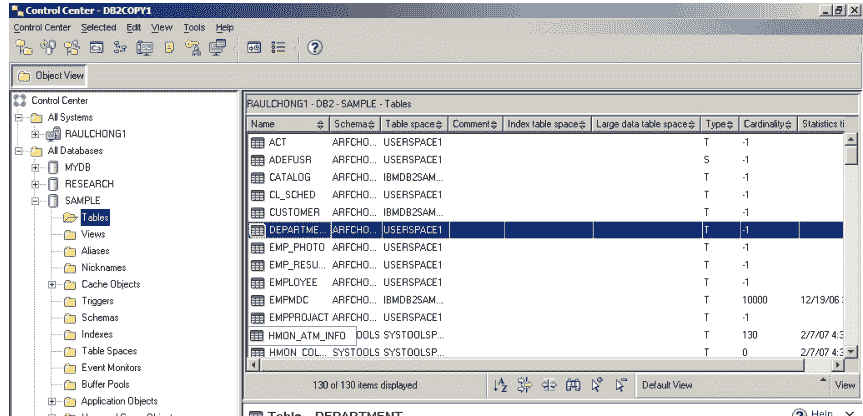 Control Center - DB2COPY1
Control Center Selected Edit View Tools Help
Object View
Control Center
All Systems
RAULCHONG1
All Databases
MYDB
RESEARCH
SAMPLE
Tables
Views
Aliases
Nicknames
Cache Objects
Triggers
Schemas
Indexes
Table Spaces
Event Monitors
Buffer Pools
Application Objects
RAULCHONG1 - DB2 - SAMPLE - Tables
Name Schema Table space Comment Index table space Large data table space Type Cardinality Statistics ti
ACT ARFCHO... USERSPACE1 T -1
ADEFUSR ARFCHO... USERSPACE1 S -1
CATALOG ARFCHO... IBMDB2SAM... T -1
CL_SCHED ARFCHO... USERSPACE1 T -1
CUSTOMER ARFCHO... IBMDB2SAM... T -1
DEPARTME... ARFCHO... USERSPACE1 T -1
EMP_PHOTO ARFCHO... USERSPACE1 T -1
EMP_RESU... ARFCHO... USERSPACE1 T -1
EMPLOYEE ARFCHO... USERSPACE1 T -1
EMPMDC ARFCHO... IBMDB2SAM... T 10000 12/19/06
EMPPROJACT ARFCHO... USERSPACE1 T -1
HMON_ATM_INFO OOLS SYSTOOLSP... T 130 2/7/07 4:3
HMON_COL... SYSTOOLS SYSTOOLSP... T 0 2/7/07 4:3
130 of 130 items displayed Default View View
Table - DEPARTMENT Help